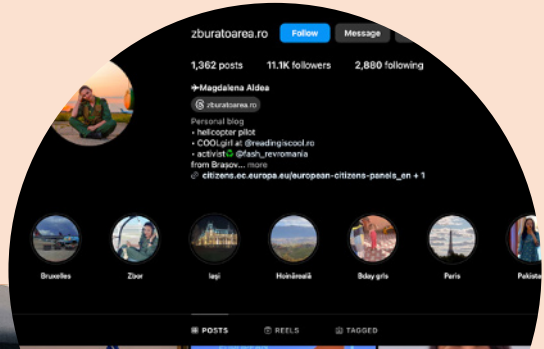 zburatoarea.ro Follow Message
1,362 posts 11.1K followers 2,880 following
✈Magdalena Aldea
zburatoarea.ro
Personal blog
• helicopter pilot
• COOLgirl at @readingiscool.ro
• activist♻ @fash_revromania
from Brașov... more
citizens.ec.europa.eu/european-citizens-panels_en + 1
Bruxelles Zbor Iași Hoinăreală Bday gris Paris Pakista
POSTS REELS TAGGED